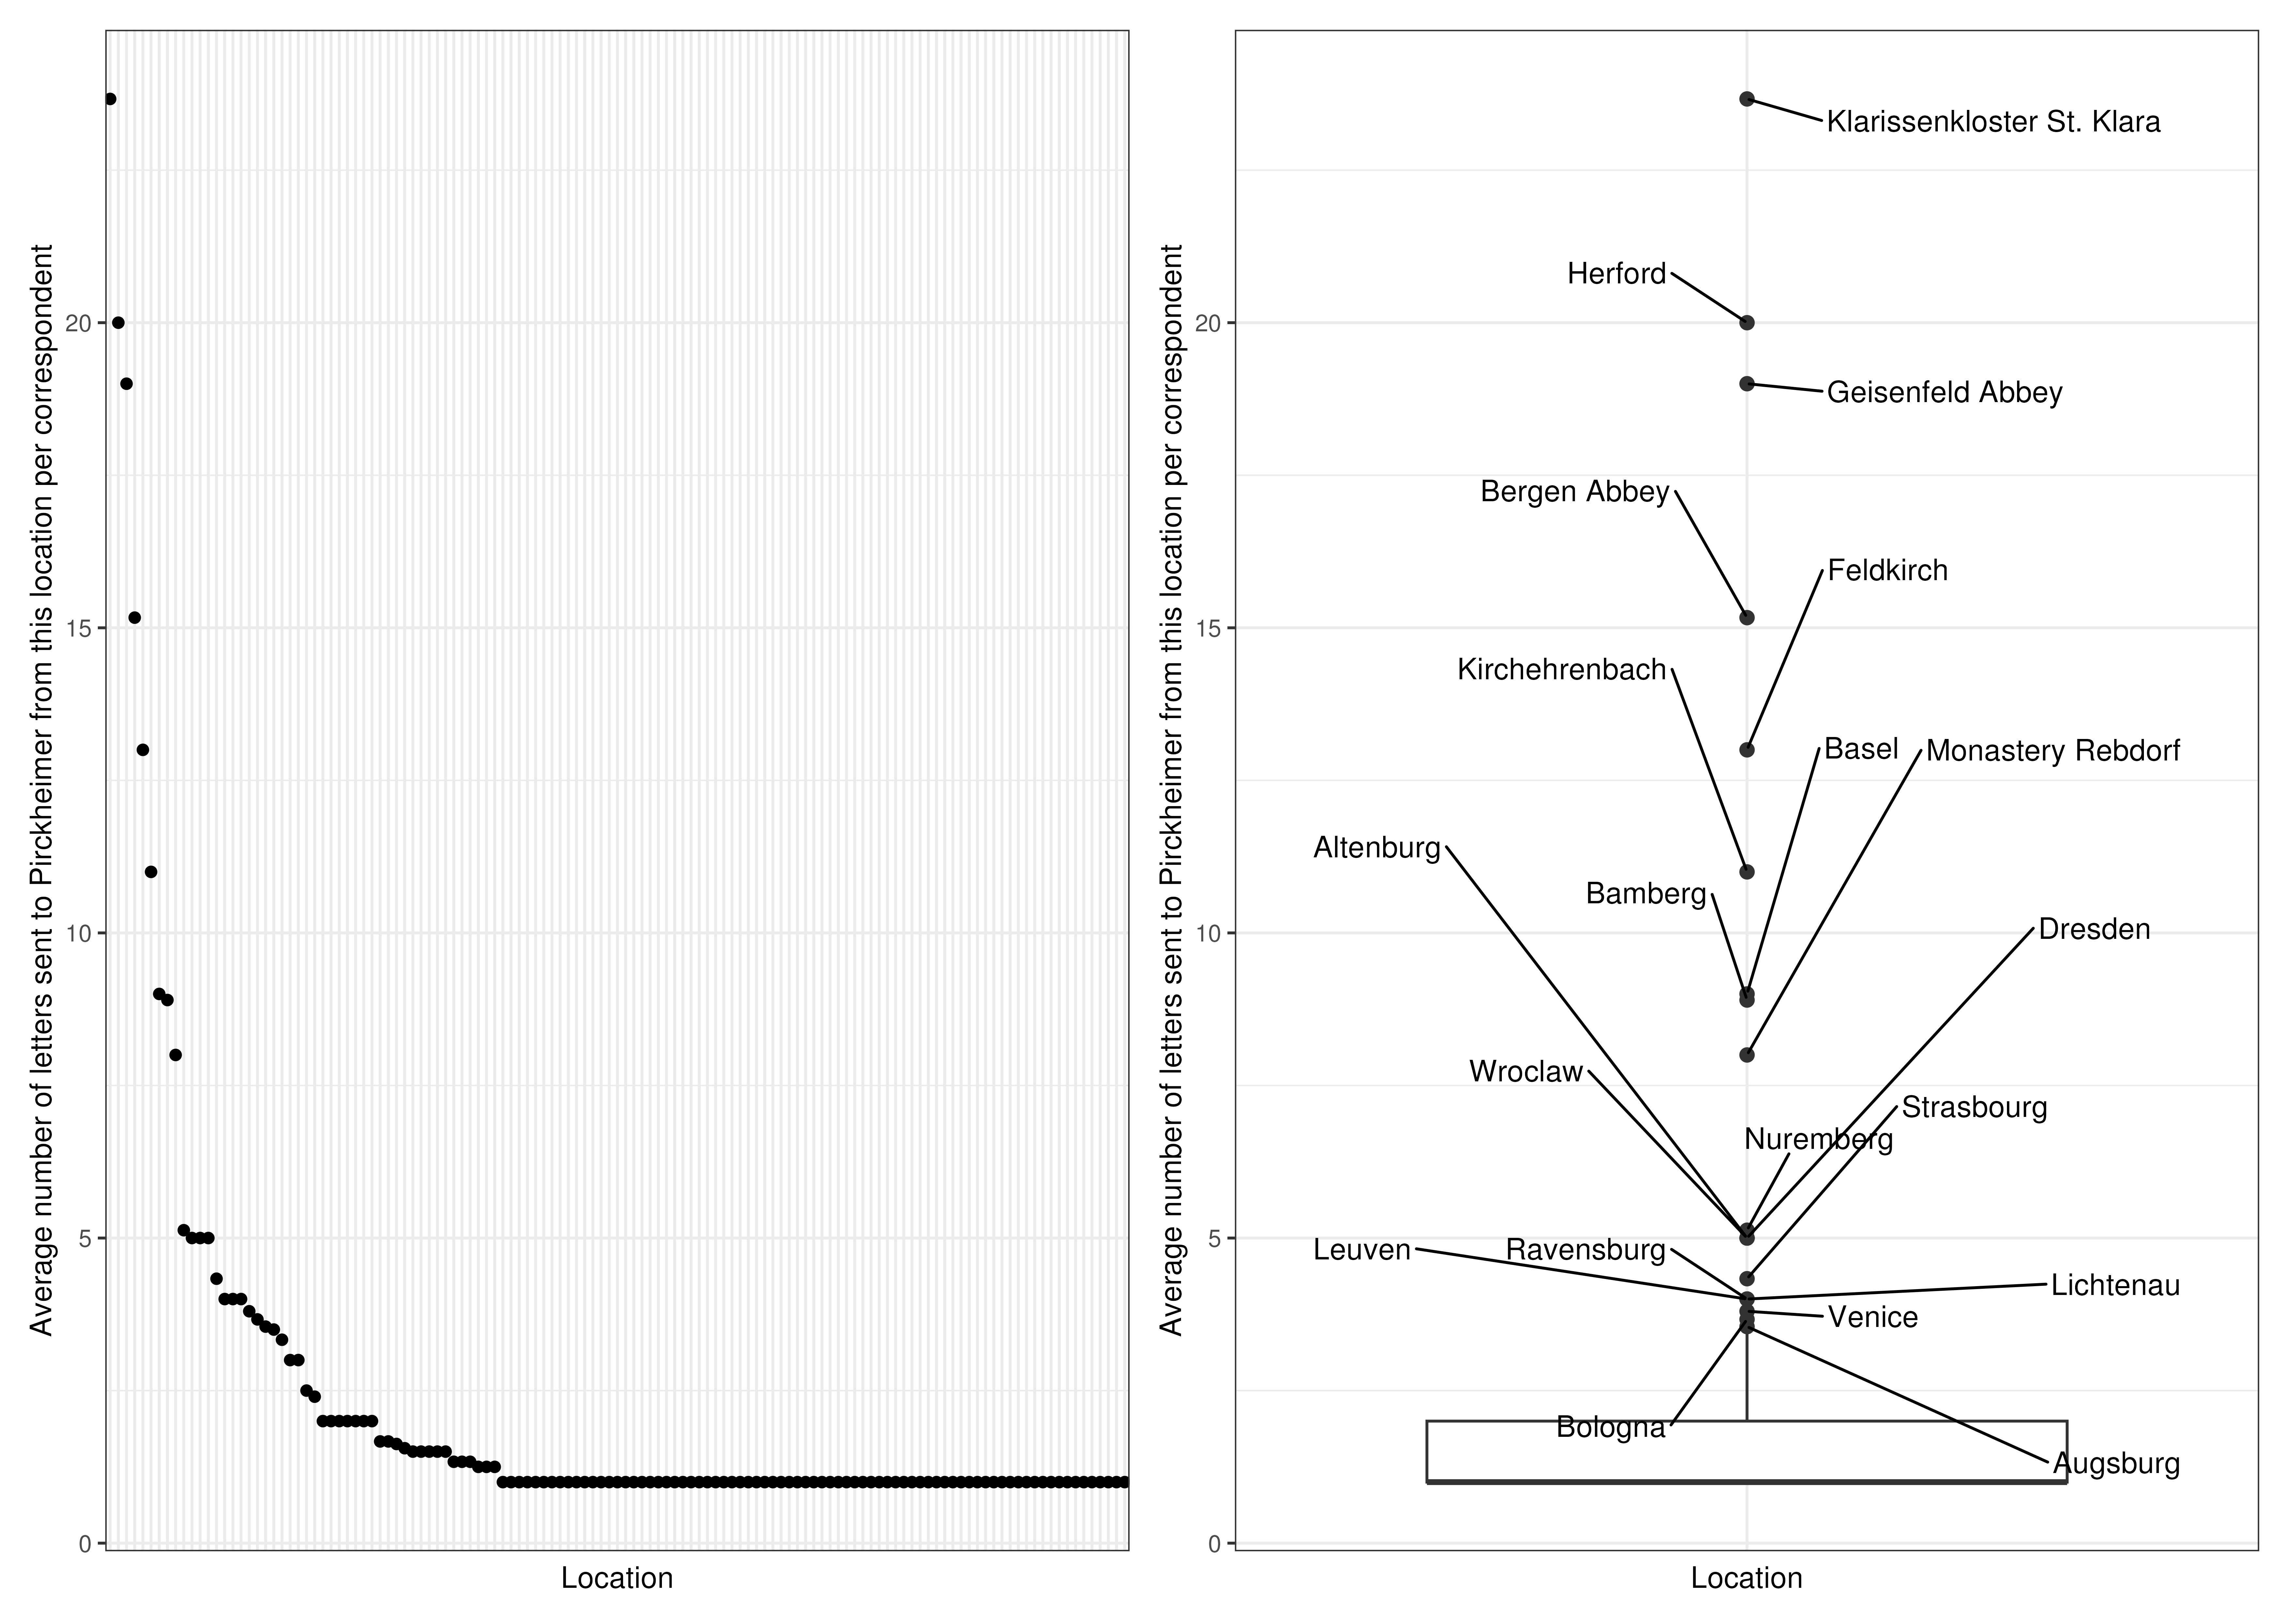 Average number of letters sent to Pirckheimer from this location per correspondent
20
15
10
5
0
Location
Average number of letters sent to Pirckheimer from this location per correspondent
20
15
10
5
0
Klarissenkloster St. Klara
Herford
Geisenfeld Abbey
Bergen Abbey
Feldkirch
Kirchehrenbach
Basel
Monastery Rebdorf
Altenburg
Bamberg
Dresden
Wroclaw
Strasbourg
Nuremberg
Leuven
Ravensburg
Lichtenau
Venice
Bologna
Augsburg
Location